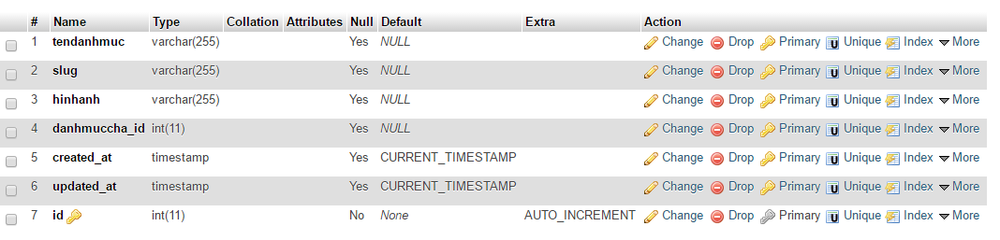 # Name Type Collation Attributes Null Default Extra Action
1 tendanhmuc varchar(255) Yes NULL Change Drop Primary U Unique Index More
2 slug varchar(255) Yes NULL Change Drop Primary U Unique Index More
3 hinhanh varchar(255) Yes NULL Change Drop Primary U Unique Index More
4 danhmuccha_id int(11) Yes NULL Change Drop Primary U Unique Index More
5 created_at timestamp Yes CURRENT_TIMESTAMP Change Drop Primary U Unique Index More
6 updated_at timestamp Yes CURRENT_TIMESTAMP Change Drop Primary U Unique Index More
7 id int(11) No None AUTO_INCREMENT Change Drop Primary U Unique Index More